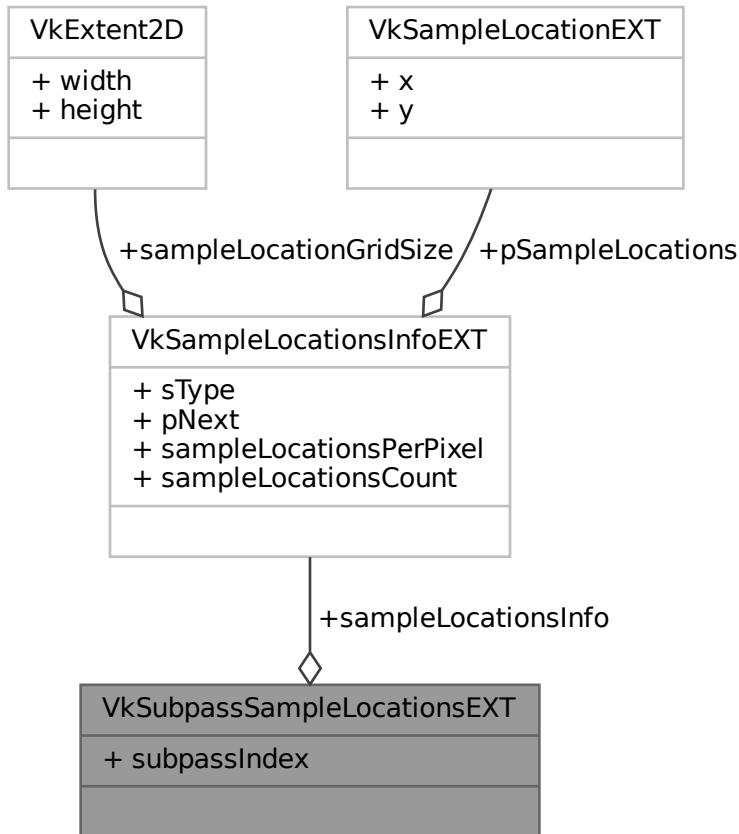 VkExtent2D
+ width
+ height
VkSampleLocationEXT
+ x
+ y
+sampleLocationGridSize
+pSampleLocations
VkSampleLocationsInfoEXT
+ sType
+ pNext
+ sampleLocationsPerPixel
+ sampleLocationsCount
+sampleLocationsInfo
VkSubpassSampleLocationsEXT
+ subpassIndex